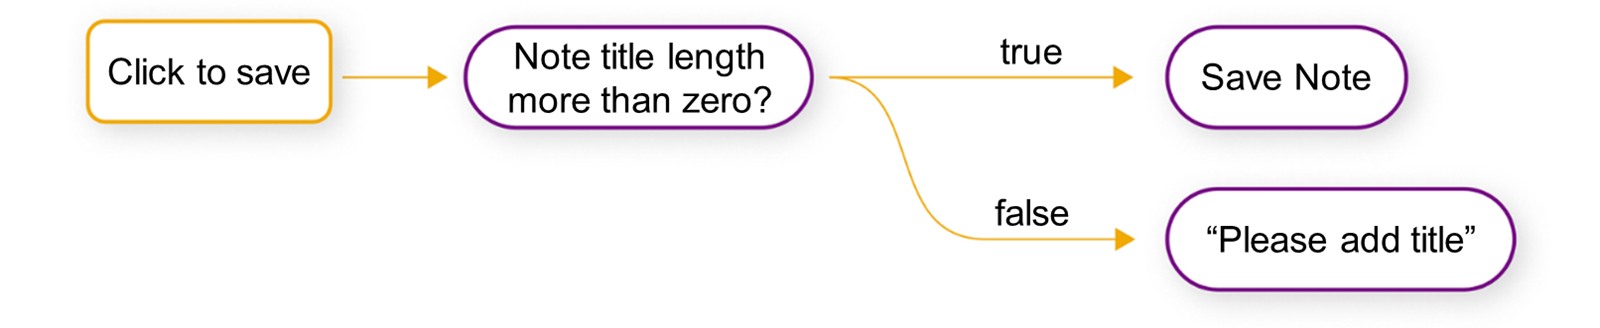 Click to save
Note title length
more than zero?
true
Save Note
false
“Please add title”